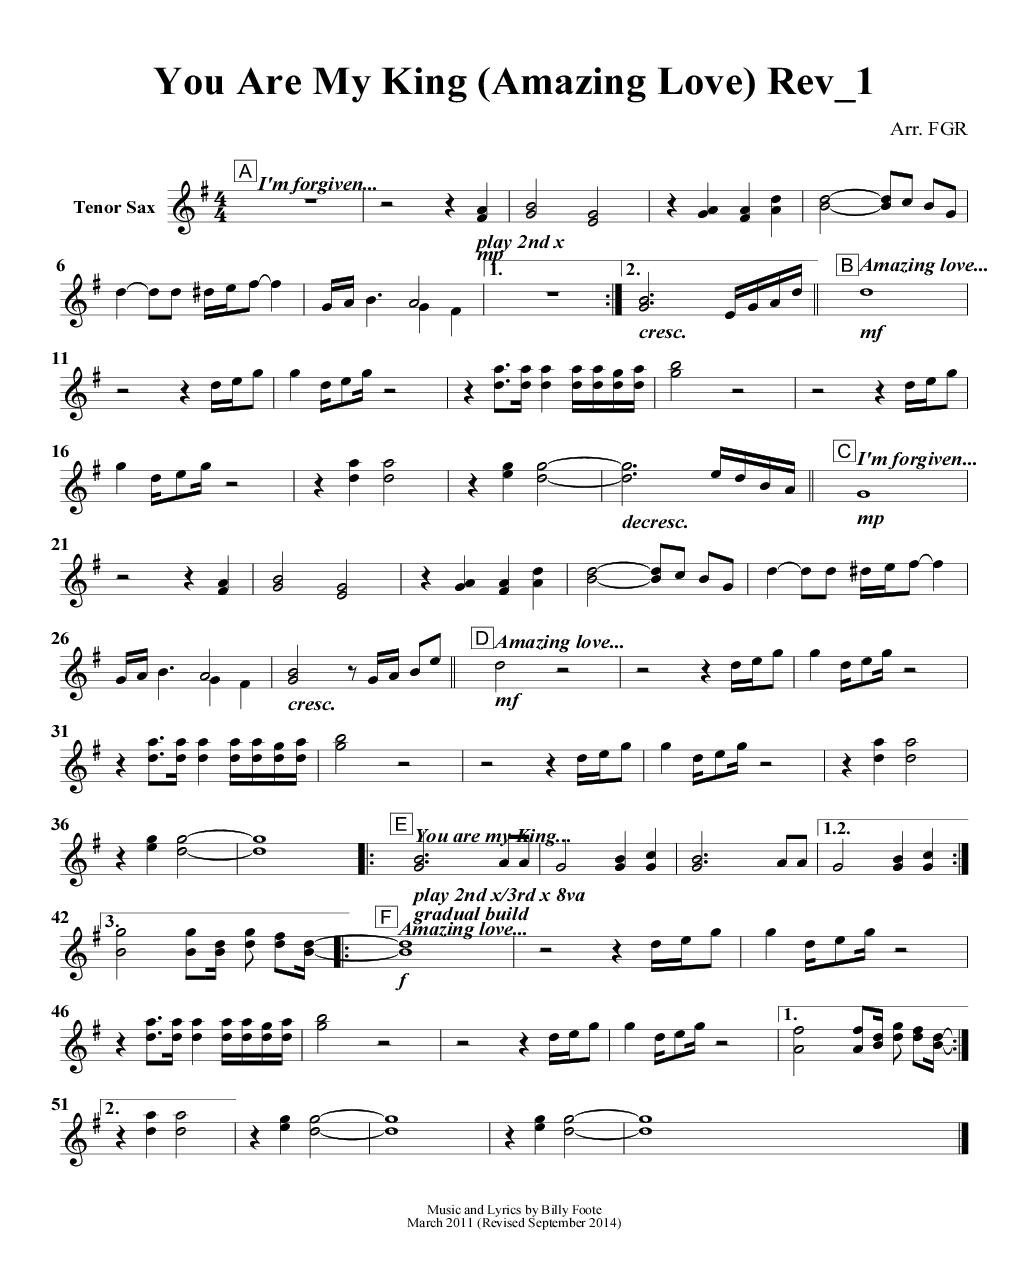 You Are My King (Amazing Love) Rev_1
Arr. FGR
A
I'm forgiven...
Tenor Sax
4
4
play 2nd x
mp
6
1.
2.
B
Amazing love...
cresc.
mf
11
16
C
I'm forgiven...
decresc.
mp
21
26
D
Amazing love...
cresc.
mf
31
36
E
You are my King...
1.2.
play 2nd x/3rd x 8va
gradual build
42
3.
F
Amazing love...
f
46
1.
51
2.
Music and Lyrics by Billy Foote
March 2011 (Revised September 2014)